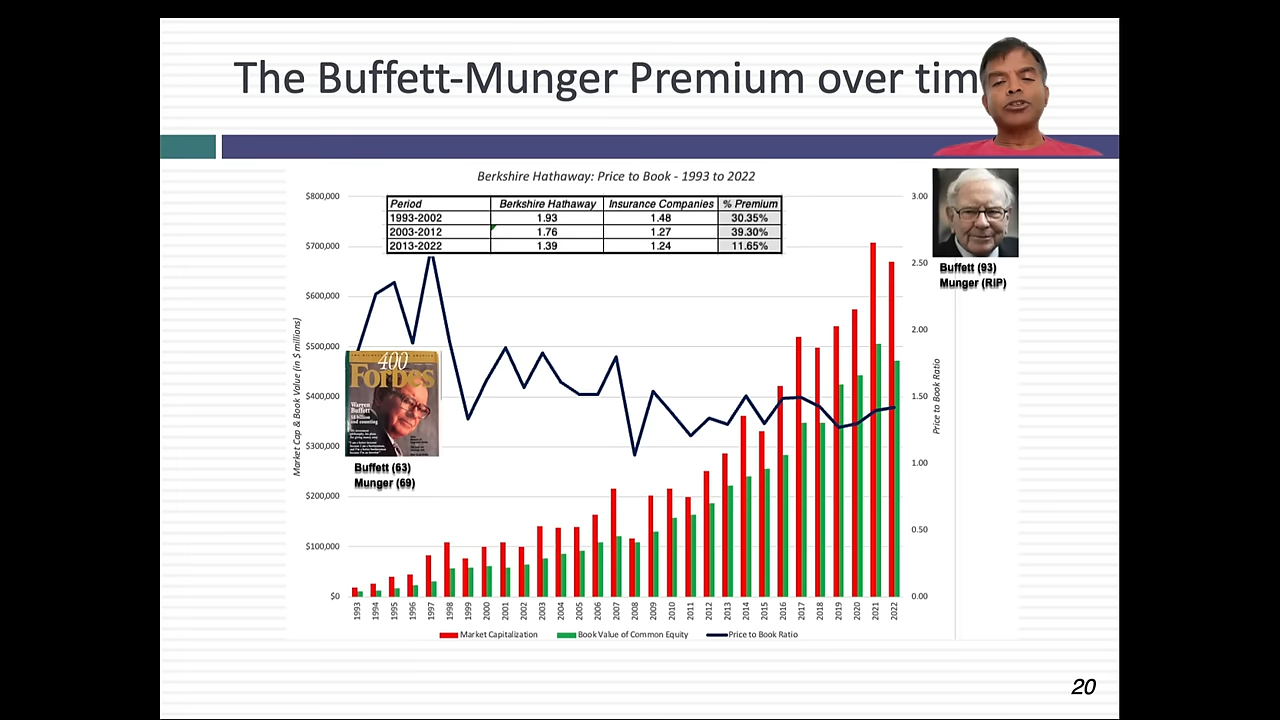 The Buffett-Munger Premium over tim
Berkshire Hathaway: Price to Book - 1993 to 2022
Period Berkshire Hathaway Insurance Companies % Premium
1993-2002 1.93 1.48 30.35%
2003-2012 1.76 1.27 39.30%
2013-2022 1.39 1.24 11.65%
$800,000
$700,000
$600,000
$500,000
$400,000
$300,000
$200,000
$100,000
$0
Market Cap & Book Value (in $ millions)
3.00
2.50
2.00
1.50
1.00
0.50
0.00
Price to Book Ratio
Buffett (93)
Munger (RIP)
400
Forbes
Warren
Buffett
Buffett (63)
Munger (69)
1993 1994 1995 1996 1997 1998 1999 2000 2001 2002 2003 2004 2005 2006 2007 2008 2009 2010 2011 2012 2013 2014 2015 2016 2017 2018 2019 2020 2021 2022
Market Capitalization Book Value of Common Equity Price to Book Ratio
20